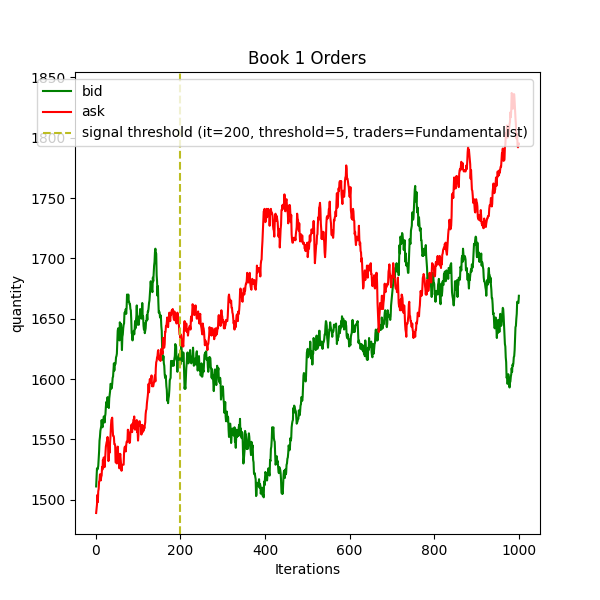 Book 1 Orders
bid
ask
signal threshold (it=200, threshold=5, traders=Fundamentalist)
1850
1800
1750
1700
1650
1600
1550
1500
quantity
0 200 400 600 800 1000
Iterations